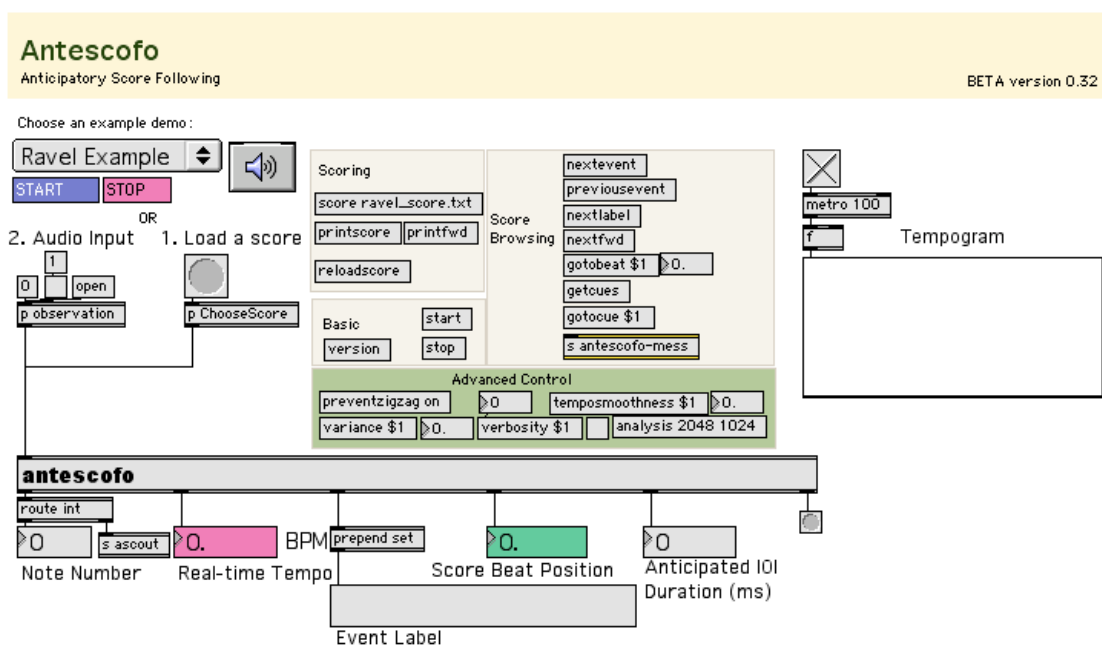 Antescofo
Anticipatory Score Following
BETA version 0.32
Choose an example demo:
Ravel Example
START STOP
OR
2. Audio Input 1. Load a score
1
0 open
p observation p ChooseScore
Scoring
score ravel_score.txt
printscore printfwd
reloadscore
Basic
start
version stop
Score Browsing
nextevent
previousevent
nextlabel
nextfwd
gotobeat $1 0.
getcues
gotocue $1
s antescofo-mess
Advanced Control
preventzigzag on 0 temposmoothness $1 0.
variance $1 0. verbosity $1 analysis 2048 1024
metro 100
f
Tempogram
antescofo
route int
0 s ascout 0. BPM prepend set 0. 0
Note Number Real-time Tempo Score Beat Position Anticipated IOI
Duration (ms)
Event Label